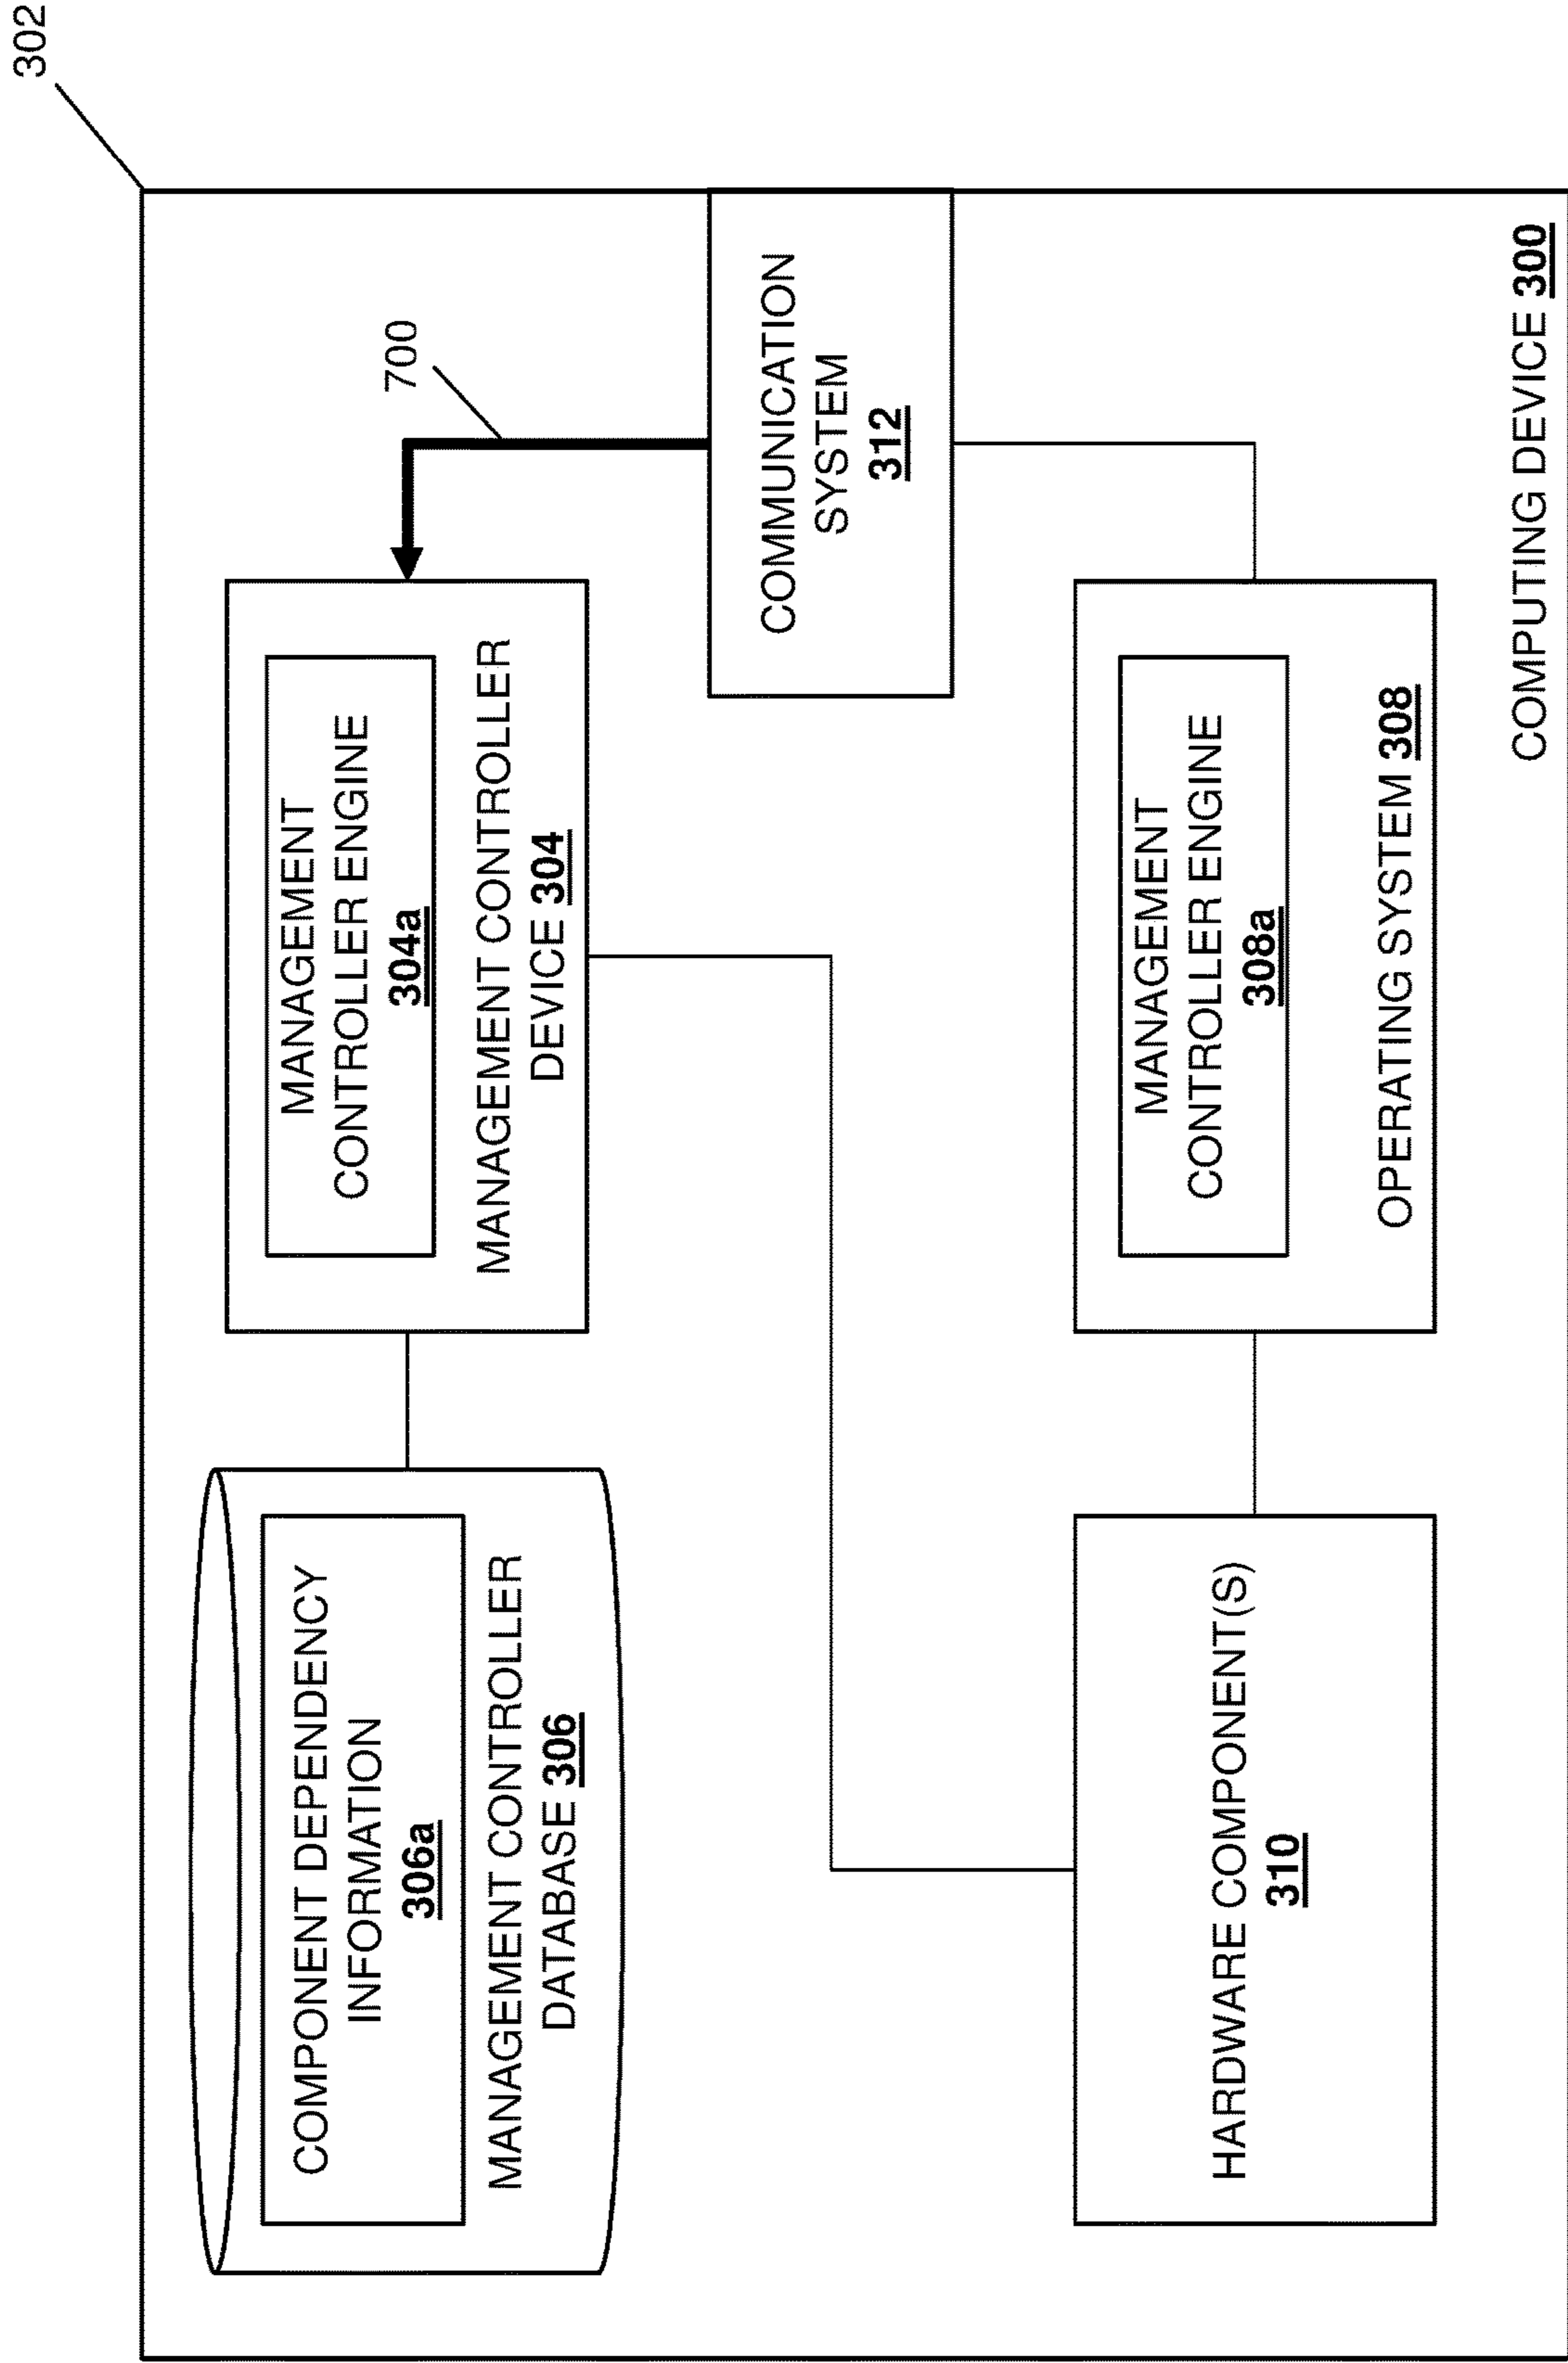 302
COMPONENT DEPENDENCY
INFORMATION
306a
MANAGEMENT CONTROLLER
DATABASE 306
MANAGEMENT
CONTROLLER ENGINE
304a
MANAGEMENT CONTROLLER
DEVICE 304
700
COMMUNICATION
SYSTEM
312
HARDWARE COMPONENT(S)
310
MANAGEMENT
CONTROLLER ENGINE
308a
OPERATING SYSTEM 308
COMPUTING DEVICE 300